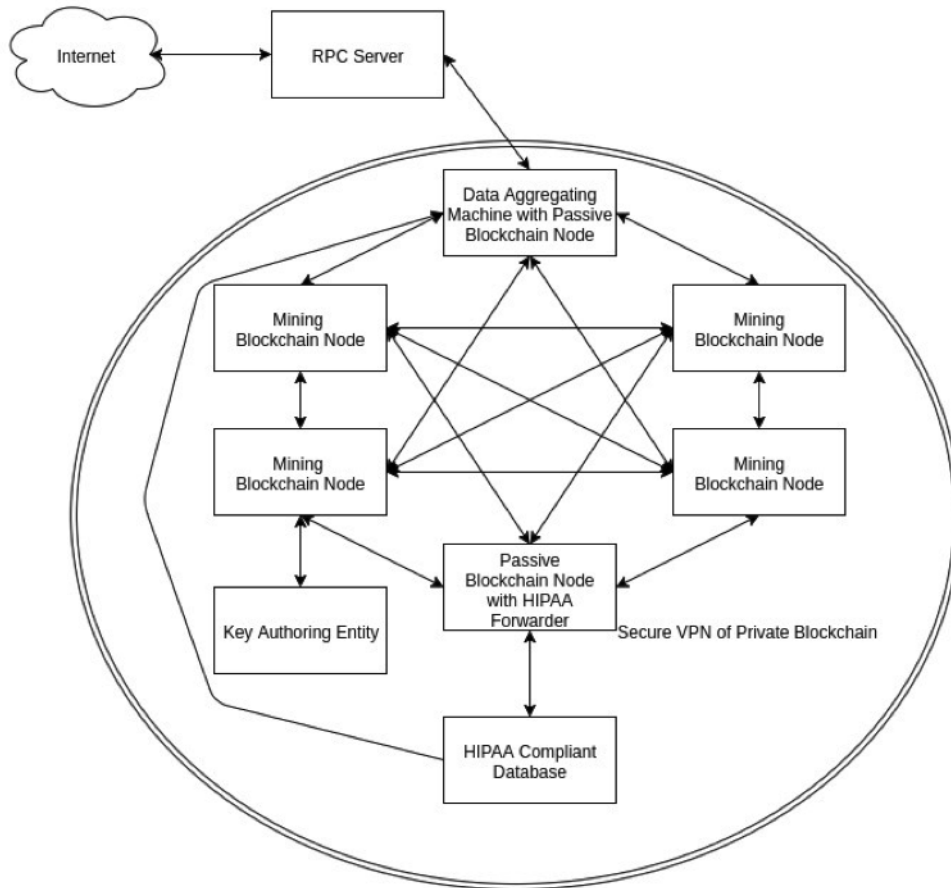 Internet
RPC Server
Data Aggregating
Machine with Passive
Blockchain Node
Mining
Blockchain Node
Mining
Blockchain Node
Mining
Blockchain Node
Mining
Blockchain Node
Passive
Blockchain Node
with HIPAA
Forwarder
Key Authoring Entity
Secure VPN of Private Blockchain
HIPAA Compliant
Database